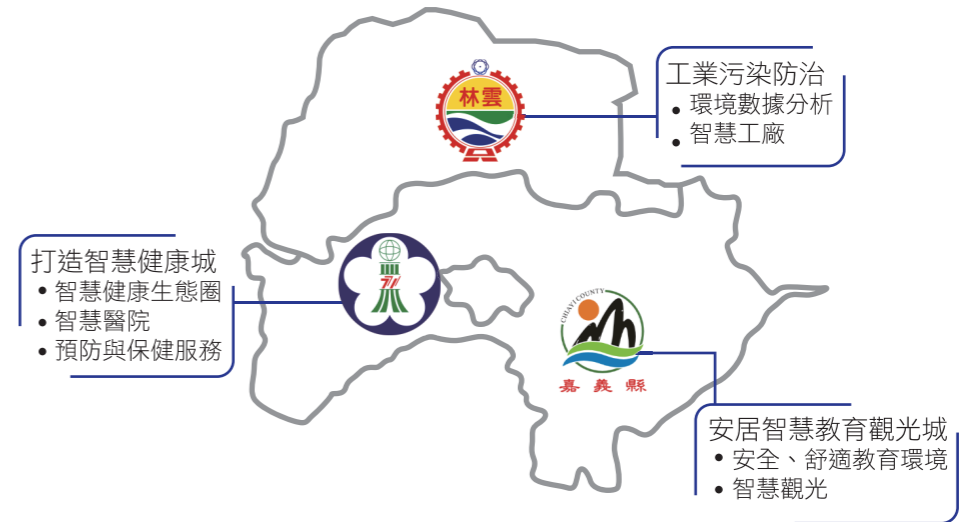 工業污染防治
• 環境數據分析
• 智慧工廠
林雲
打造智慧健康城
• 智慧健康生態圈
• 智慧醫院
• 預防與保健服務
CHIAYI COUNTY
嘉義縣
安居智慧教育觀光城
• 安全、舒適教育環境
• 智慧觀光